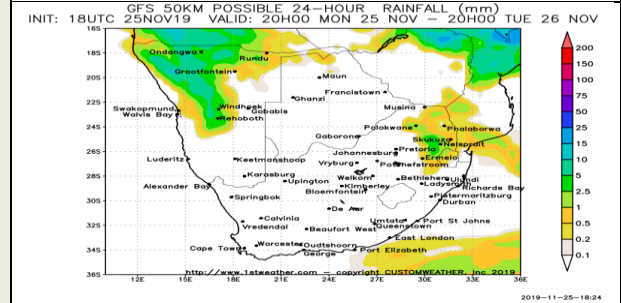 GFS 50KM POSSIBLE 24-HOUR RAINFALL (mm)
INIT: 18UTC 25NOV19 VALID: 20H00 MON 25 NOV – 20H00 TUE 26 NOV
16S
18S
20S
22S
24S
26S
28S
30S
32S
34S
36S
Ondangwa
Rundu
Grootfontein
Maun
Francistown
Ghanzi
Musina
Swakopmund
Walvis Bay
Windhoek
Gobabis
Rehoboth
Polokwane
Phalaborwa
Gaborone
Skukuza
Nelspruit
Johannesburg
Pretoria
Luderitz
Keetmanshoop
Vryburg
Potchefstroom
Ermelo
Karasburg
Upington
Welkom
Bethlehem
Ulundi
Alexander Bay
Kimberley
Ladysmith
Richards Bay
Springbok
Bloemfontein
Pietermaritzburg
Durban
De Aar
Calvinia
Umtata
Port St Johns
Vredendal
Beaufort West
Queenstown
Cape Town
Worcester
Oudtshoorn
East London
George
Port Elizabeth
http://www.1stweather.com – copyright CUSTOMWEATHER, Inc 2019
12E
15E
18E
21E
24E
27E
30E
33E
36E
200
150
100
75
50
25
15
10
5
2.5
1
0.5
0.2
0.1
2019-11-25-18:24